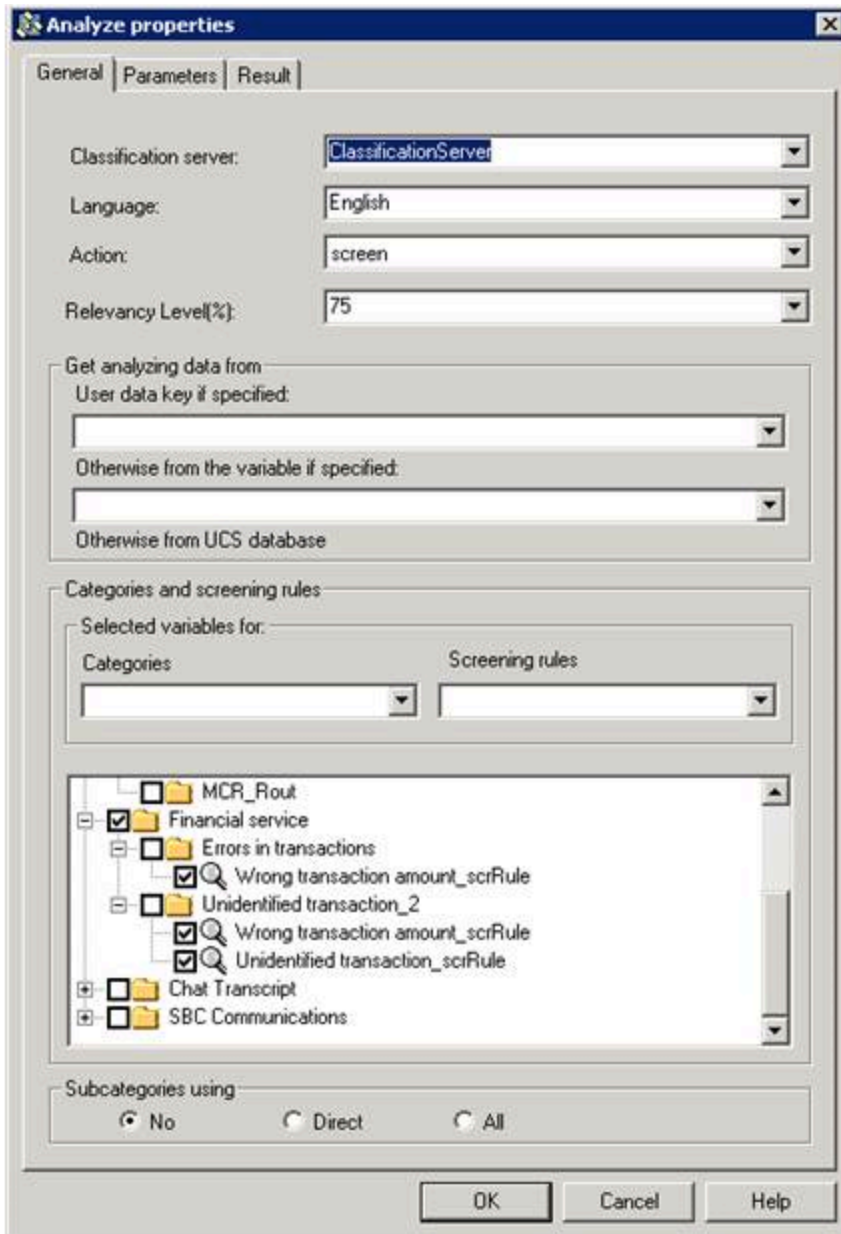 Analyze properties
General Parameters Result
Classification server: ClassificationServer
Language: English
Action: screen
Relevancy Level(%): 75
Get analyzing data from
User data key if specified:
Otherwise from the variable if specified:
Otherwise from UCS database
Categories and screening rules
Selected variables for:
Categories Screening rules
MCR_Rout
Financial service
Errors in transactions
Wrong transaction amount_scrRule
Unidentified transaction_2
Wrong transaction amount_scrRule
Unidentified transaction_scrRule
Chat Transcript
SBC Communications
Subcategories using
No Direct All
OK Cancel Help